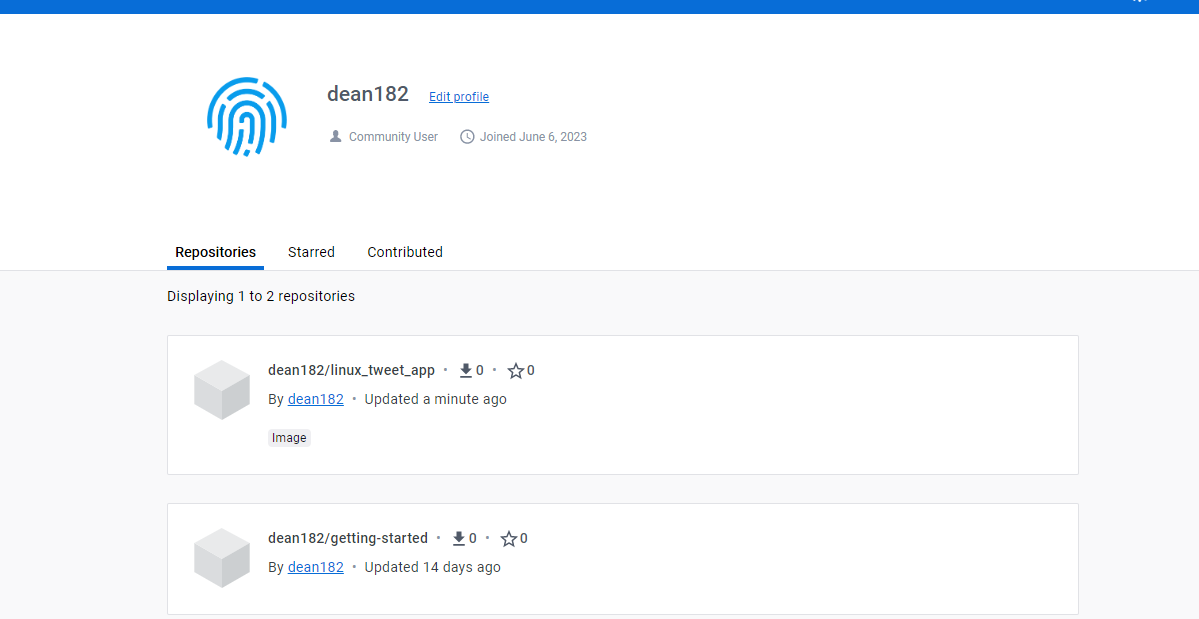 dean182 Edit profile
Community User Joined June 6, 2023
Repositories Starred Contributed
Displaying 1 to 2 repositories
dean182/linux_tweet_app • 0 • 0
By dean182 • Updated a minute ago
Image
dean182/getting-started • 0 • 0
By dean182 • Updated 14 days ago